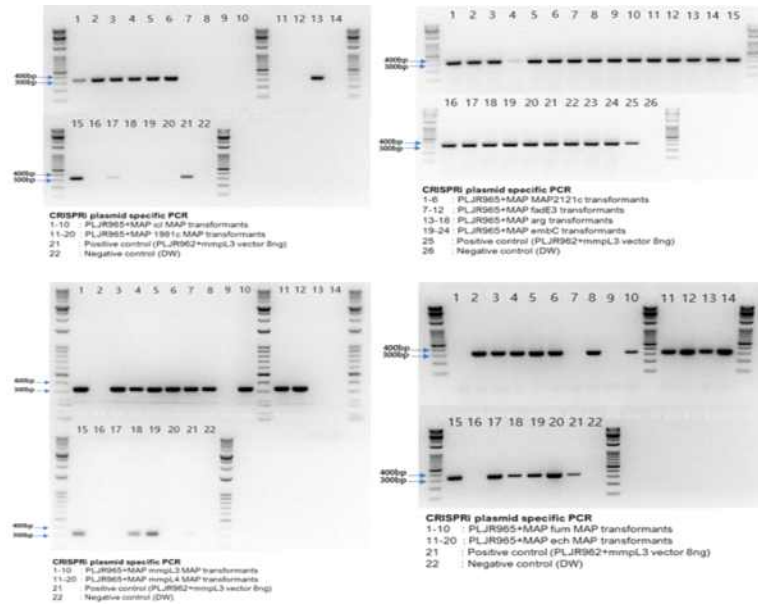 1 2 3 4 5 6 7 8 9 10 11 12 13 14
400bp
300bp
15 16 17 18 19 20 21 22
400bp
300bp
CRISPRi plasmid specific PCR
1-10 : PLJR965+MAP icl MAP transformants
11-20 : PLJR965+MAP 1981c MAP transformants
21 : Positive control (PLJR962+mmpL3 vector 8ng)
22 : Negative control (DW)
1 2 3 4 5 6 7 8 9 10 11 12 13 14 15
400bp
300bp
16 17 18 19 20 21 22 23 24 25 26
400bp
300bp
CRISPRi plasmid specific PCR
1-6 : PLJR965+MAP MAP2121c transformants
7-12 : PLJR965+MAP fadE3 transformants
13-18 : PLJR965+MAP arg transformants
19-24 : PLJR965+MAP embC transformants
25 : Positive control (PLJR962+mmpL3 vector 8ng)
26 : Negative control (DW)
1 2 3 4 5 6 7 8 9 10 11 12 13 14
400bp
300bp
15 16 17 18 19 20 21 22
400bp
300bp
CRISPRi plasmid specific PCR
1-10 : PLJR965+MAP mmpL3 MAP transformants
11-20 : PLJR965+MAP mmpL4 MAP transformants
21 : Positive control (PLJR962+mmpL3 vector 8ng)
22 : Negative control (DW)
1 2 3 4 5 6 7 8 9 10 11 12 13 14
400bp
300bp
15 16 17 18 19 20 21 22
400bp
300bp
CRISPRi plasmid specific PCR
1-10 : PLJR965+MAP fum MAP transformants
11-20 : PLJR965+MAP ech MAP transformants
21 : Positive control (PLJR962+mmpL3 vector 8ng)
22 : Negative control (DW)